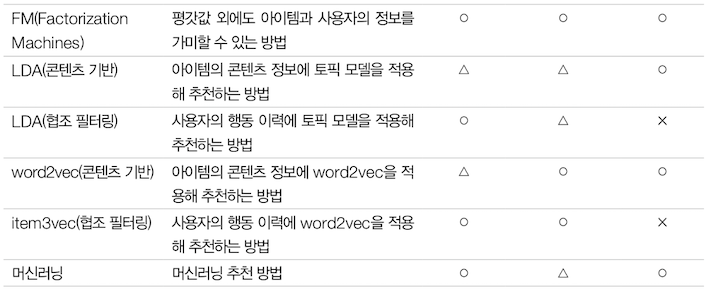 FM(Factorization 평갓값 외에도 아이템과 사용자의 정보를 ○ ○ ○
Machines) 가미할 수 있는 방법
LDA(콘텐츠 기반) 아이템의 콘텐츠 정보에 토픽 모델을 적용 △ △ ○
해 추천하는 방법
LDA(협조 필터링) 사용자의 행동 이력에 토픽 모델을 적용해 ○ △ ×
추천하는 방법
word2vec(콘텐츠 기반) 아이템의 콘텐츠 정보에 word2vec을 적 △ ○ ○
용해 추천하는 방법
item3vec(협조 필터링) 사용자의 행동 이력에 word2vec을 적용 ○ ○ ×
해 추천하는 방법
머신러닝 머신러닝 추천 방법 ○ △ ○